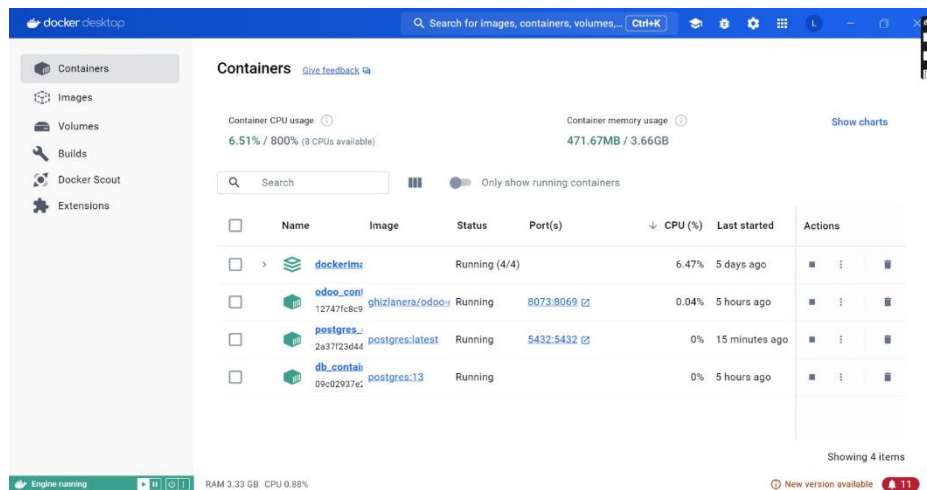 docker desktop
Search for images, containers, volumes,... Ctrl+K
L
Containers
Images
Volumes
Builds
Docker Scout
Extensions
Containers Give feedback
Container CPU usage
6.51% / 800% (8 CPUs available)
Container memory usage
471.67MB / 3.66GB
Show charts
Search
Only show running containers
Name Image Status Port(s) CPU (%) Last started Actions
dockerima Running (4/4) 6.47% 5 days ago
odoo_cont
12747fc8c9 ghizlanera/odoo- Running 8073:8069 0.04% 5 hours ago
postgres_
2a37f23d44 postgres:latest Running 5432:5432 0% 15 minutes ago
db_contai
09c02937e postgres:13 Running 0% 5 hours ago
Showing 4 items
Engine running
RAM 3.33 GB CPU 0.88%
New version available 11